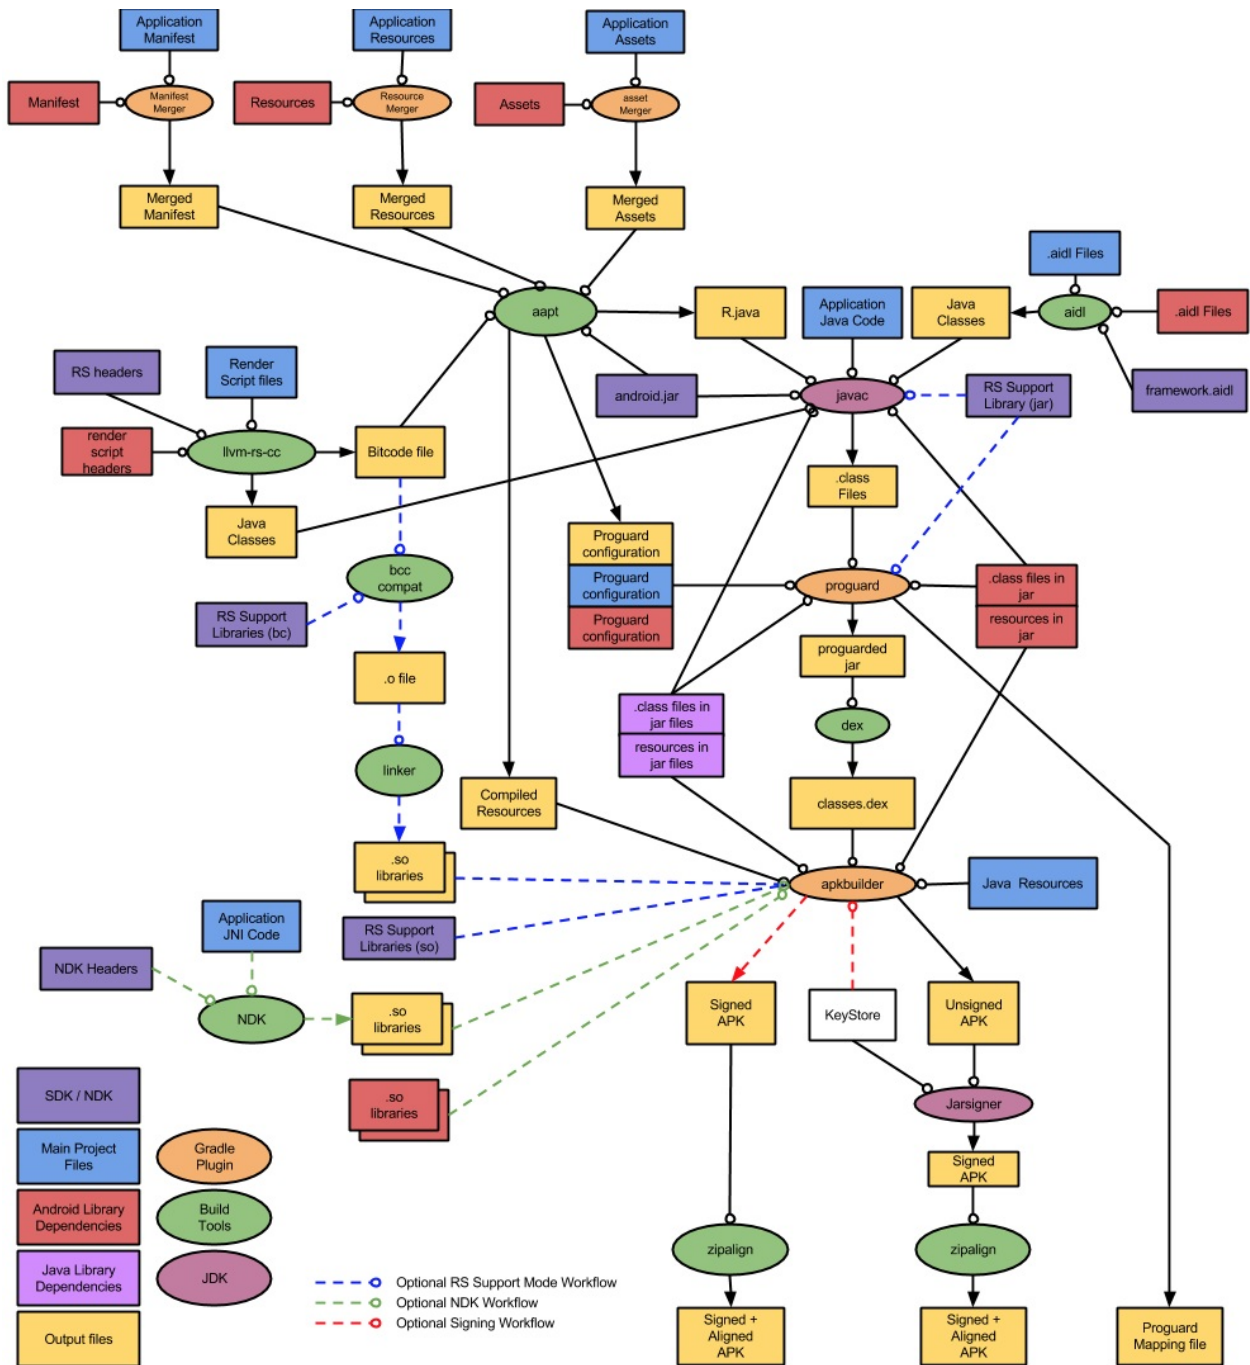 Application
Manifest
Application
Resources
Application
Assets
Manifest
Manifest
Merger
Resources
Resource
Merger
Assets
asset
Merger
Merged
Manifest
Merged
Resources
Merged
Assets
.aidl Files
aapt
R.java
Application
Java Code
Java
Classes
aidl
.aidl Files
RS headers
Render
Script files
android.jar
javac
RS Support
Library (jar)
framework.aidl
render
script
headers
llvm-rs-cc
Bitcode file
.class
Files
Java
Classes
Proguard
configuration
bcc
compat
Proguard
configuration
proguard
.class files in
jar
RS Support
Libraries (bc)
Proguard
configuration
resources in
jar
proguarded
jar
.o file
.class files in
jar files
dex
resources in
jar files
linker
Compiled
Resources
classes.dex
.so
libraries
apkbuilder
Java Resources
Application
JNI Code
RS Support
Libraries (so)
NDK Headers
NDK
.so
libraries
Signed
APK
KeyStore
Unsigned
APK
.so
libraries
Jarsigner
SDK / NDK
Main Project
Files
Gradle
Plugin
Signed
APK
Android Library
Dependencies
Build
Tools
zipalign
zipalign
Java Library
Dependencies
JDK
Optional RS Support Mode Workflow
Optional NDK Workflow
Optional Signing Workflow
Output files
Signed +
Aligned
APK
Signed +
Aligned
APK
Proguard
Mapping file